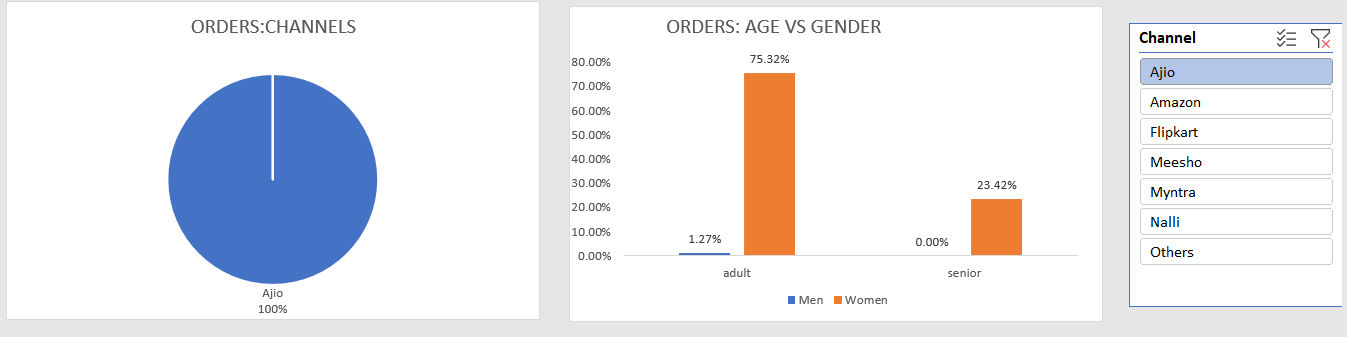 ORDERS:CHANNELS
Ajio
100%
ORDERS: AGE VS GENDER
80.00%
70.00%
60.00%
50.00%
40.00%
30.00%
20.00%
10.00%
0.00%
1.27%
75.32%
0.00%
23.42%
adult
senior
Men
Women
Channel
Ajio
Amazon
Flipkart
Meesho
Myntra
Nalli
Others